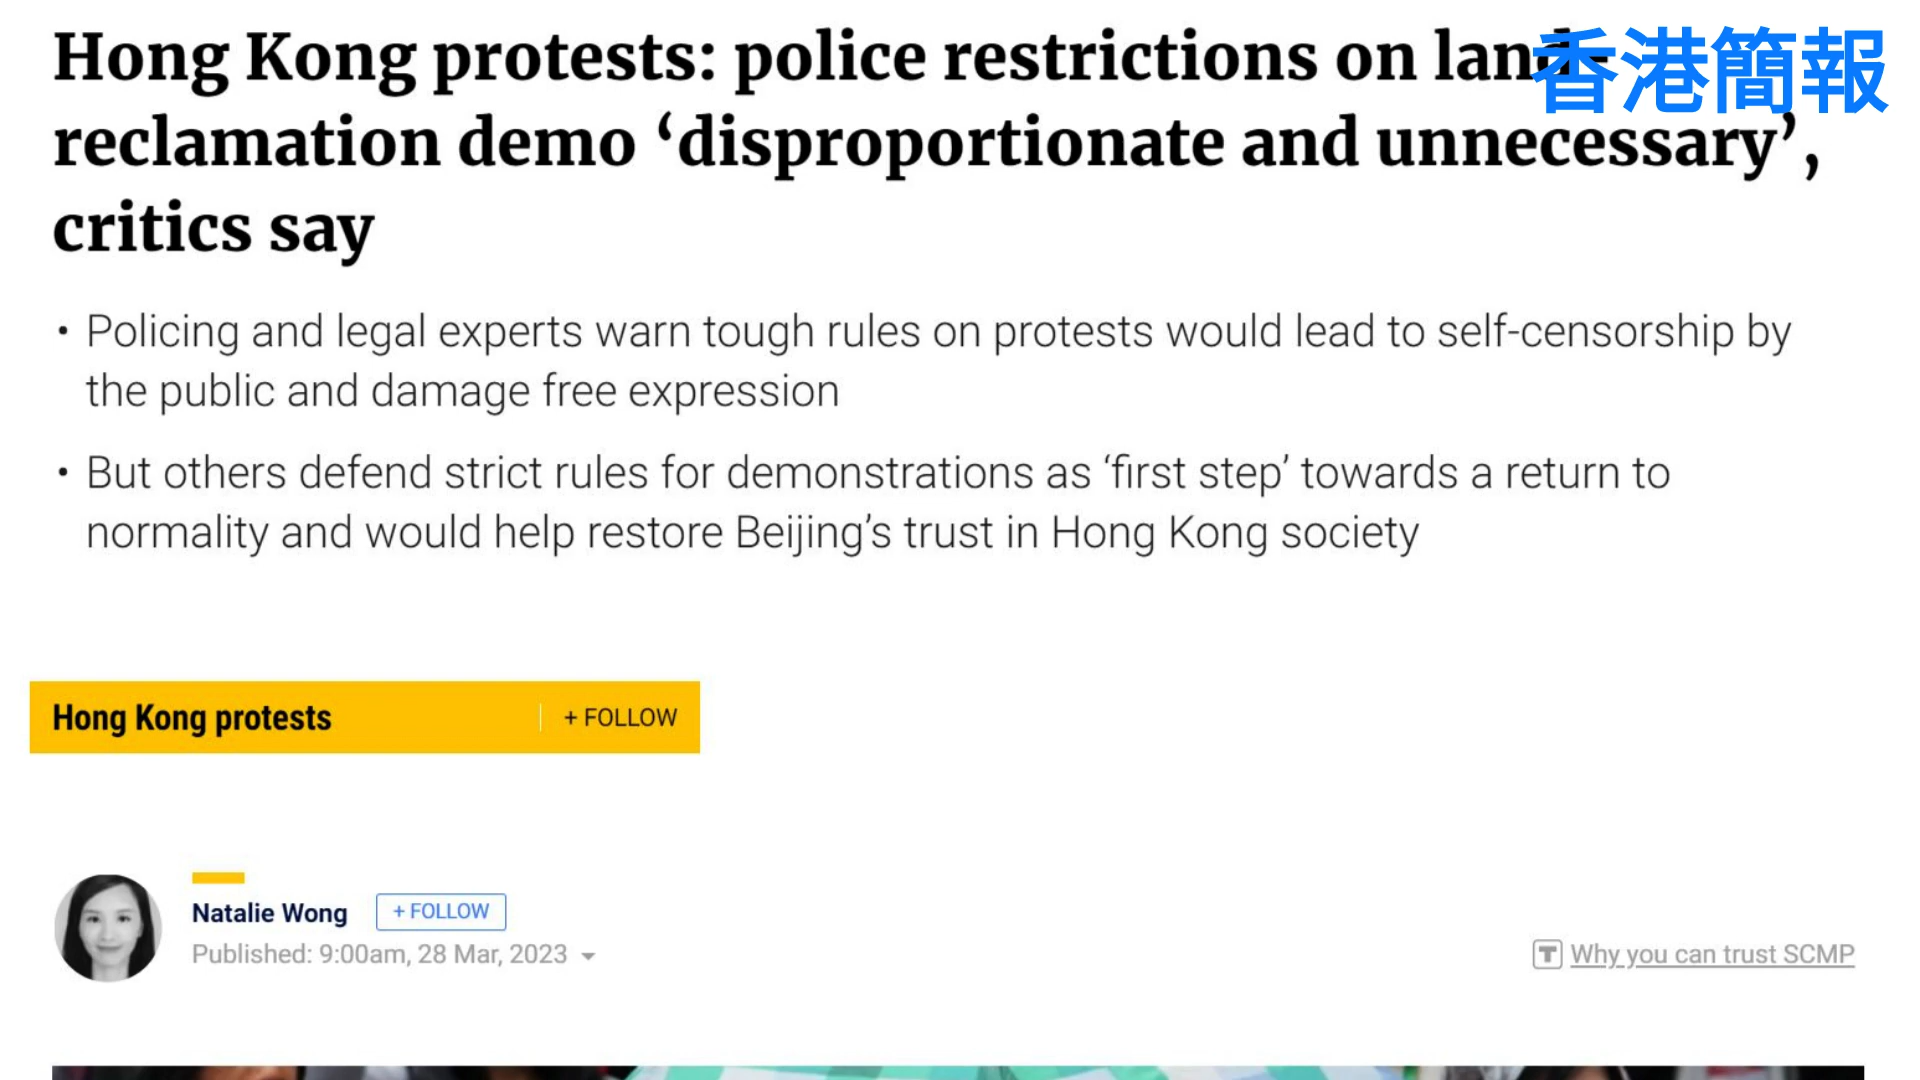 Hong Kong protests: police restrictions on land
香港簡報
reclamation demo ‘disproportionate and unnecessary’,
critics say
• Policing and legal experts warn tough rules on protests would lead to self-censorship by
the public and damage free expression
• But others defend strict rules for demonstrations as ‘first step’ towards a return to
normality and would help restore Beijing’s trust in Hong Kong society
Hong Kong protests + FOLLOW
Natalie Wong + FOLLOW
Published: 9:00am, 28 Mar, 2023
T Why you can trust SCMP